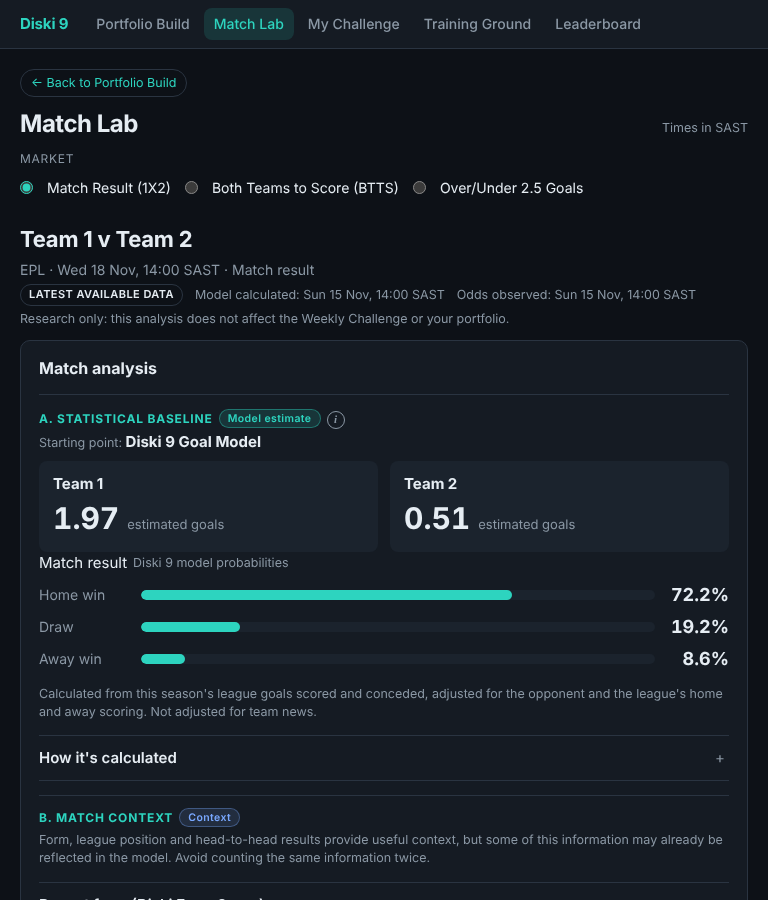 Diski 9 Portfolio Build Match Lab My Challenge Training Ground Leaderboard
← Back to Portfolio Build
Match Lab Times in SAST
MARKET
Match Result (1X2) Both Teams to Score (BTTS) Over/Under 2.5 Goals
Team 1 v Team 2
EPL · Wed 18 Nov, 14:00 SAST · Match result
LATEST AVAILABLE DATA Model calculated: Sun 15 Nov, 14:00 SAST Odds observed: Sun 15 Nov, 14:00 SAST
Research only: this analysis does not affect the Weekly Challenge or your portfolio.
Match analysis
A. STATISTICAL BASELINE Model estimate i
Starting point: Diski 9 Goal Model
Team 1 Team 2
1.97 estimated goals 0.51 estimated goals
Match result Diski 9 model probabilities
Home win 72.2%
Draw 19.2%
Away win 8.6%
Calculated from this season's league goals scored and conceded, adjusted for the opponent and the league's home
and away scoring. Not adjusted for team news.
How it's calculated +
B. MATCH CONTEXT Context
Form, league position and head-to-head results provide useful context, but some of this information may already be
reflected in the model. Avoid counting the same information twice.